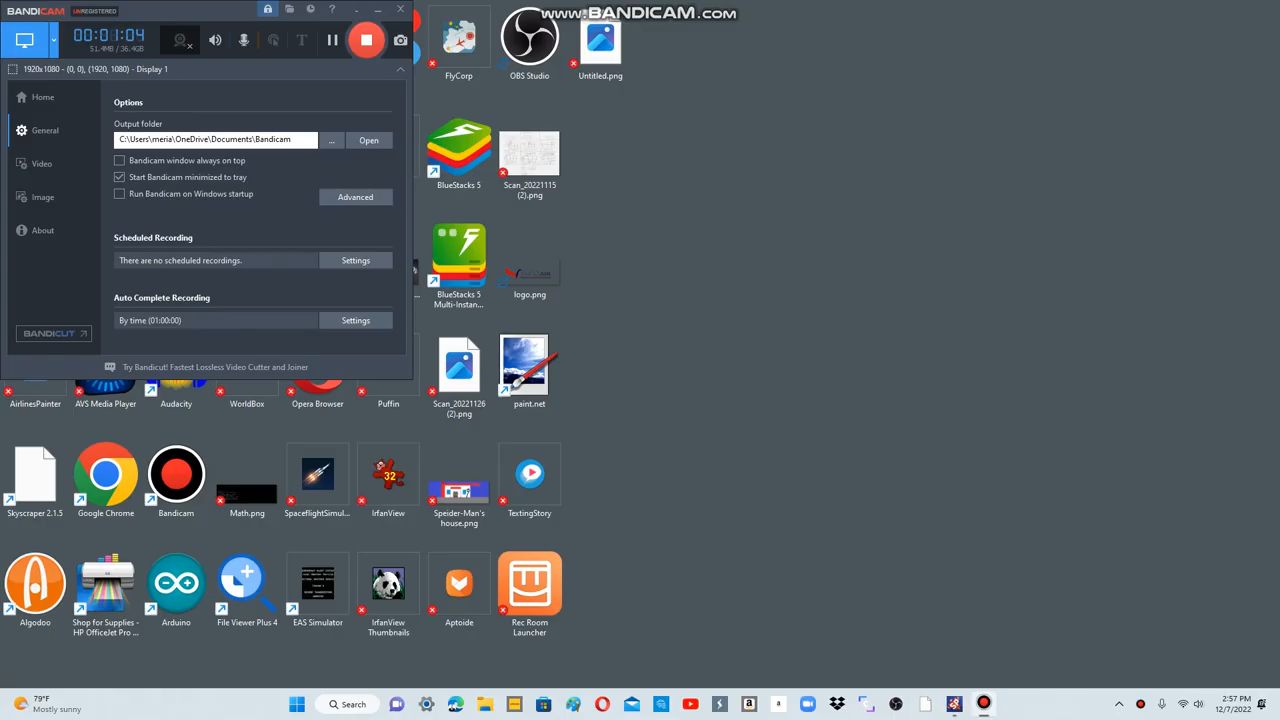 BANDICAM UNREGISTERED
www.BANDICAM.com
00:01:04
51.4MB / 36.4GB
1920x1080 - (0, 0), (1920, 1080) - Display 1
Home
General
Video
Image
About
BANDICUT
Options
Output folder
C:\Users\meria\OneDrive\Documents\Bandicam
...
Open
Bandicam window always on top
Start Bandicam minimized to tray
Run Bandicam on Windows startup
Advanced
Scheduled Recording
There are no scheduled recordings.
Settings
Auto Complete Recording
By time (01:00:00)
Settings
Try Bandicut! Fastest Lossless Video Cutter and Joiner
FlyCorp
OBS Studio
Untitled.png
BlueStacks 5
Scan_20221115
(2).png
BlueStacks 5
Multi-Instan...
logo.png
AirlinesPainter
AVS Media Player
Audacity
WorldBox
Opera Browser
Puffin
Scan_20221126
(2).png
paint.net
Skyscraper 2.1.5
Google Chrome
Bandicam
Math.png
SpaceflightSimul...
32
IrfanView
Speider-Man's
house.png
TextingStory
Algodoo
Shop for Supplies -
HP OfficeJet Pro ...
Arduino
File Viewer Plus 4
EAS Simulator
IrfanView
Thumbnails
Aptoide
Rec Room
Launcher
79°F
Mostly sunny
Search
2:57 PM
12/7/2022